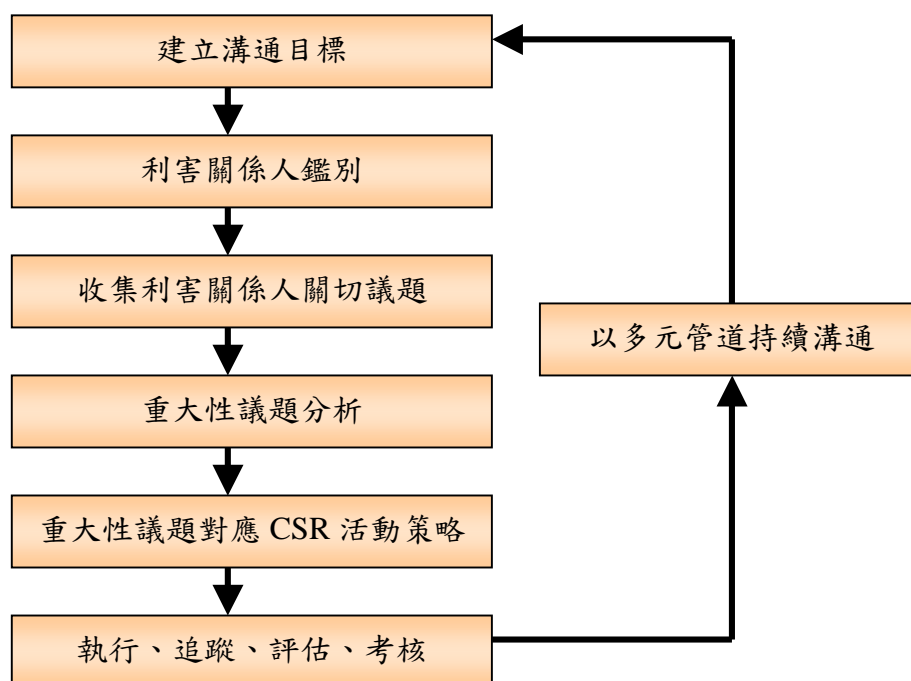 建立溝通目標
利害關係人鑑別
收集利害關係人關切議題
重大性議題分析
重大性議題對應 CSR 活動策略
執行、追蹤、評估、考核
以多元管道持續溝通